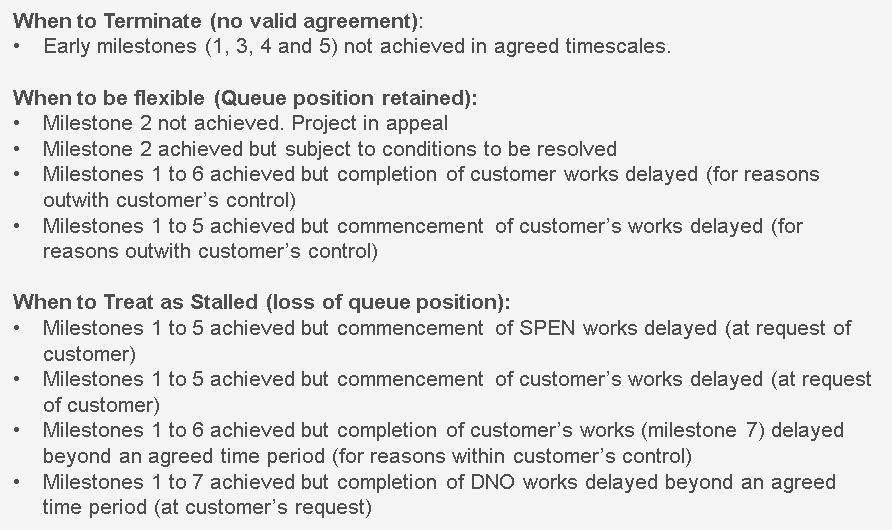 When to Terminate (no valid agreement):
• Early milestones (1, 3, 4 and 5) not achieved in agreed timescales.
When to be flexible (Queue position retained):
• Milestone 2 not achieved. Project in appeal
• Milestone 2 achieved but subject to conditions to be resolved
• Milestones 1 to 6 achieved but completion of customer works delayed (for reasons
outwith customer's control)
• Milestones 1 to 5 achieved but commencement of customer's works delayed (for
reasons outwith customer's control)
When to Treat as Stalled (loss of queue position):
• Milestones 1 to 5 achieved but commencement of SPEN works delayed (at request of
customer)
• Milestones 1 to 5 achieved but commencement of customer's works delayed (at request
of customer)
• Milestones 1 to 6 achieved but completion of customer's works (milestone 7) delayed
beyond an agreed time period (for reasons within customer's control)
• Milestones 1 to 7 achieved but completion of DNO works delayed beyond an agreed
time period (at customer's request)